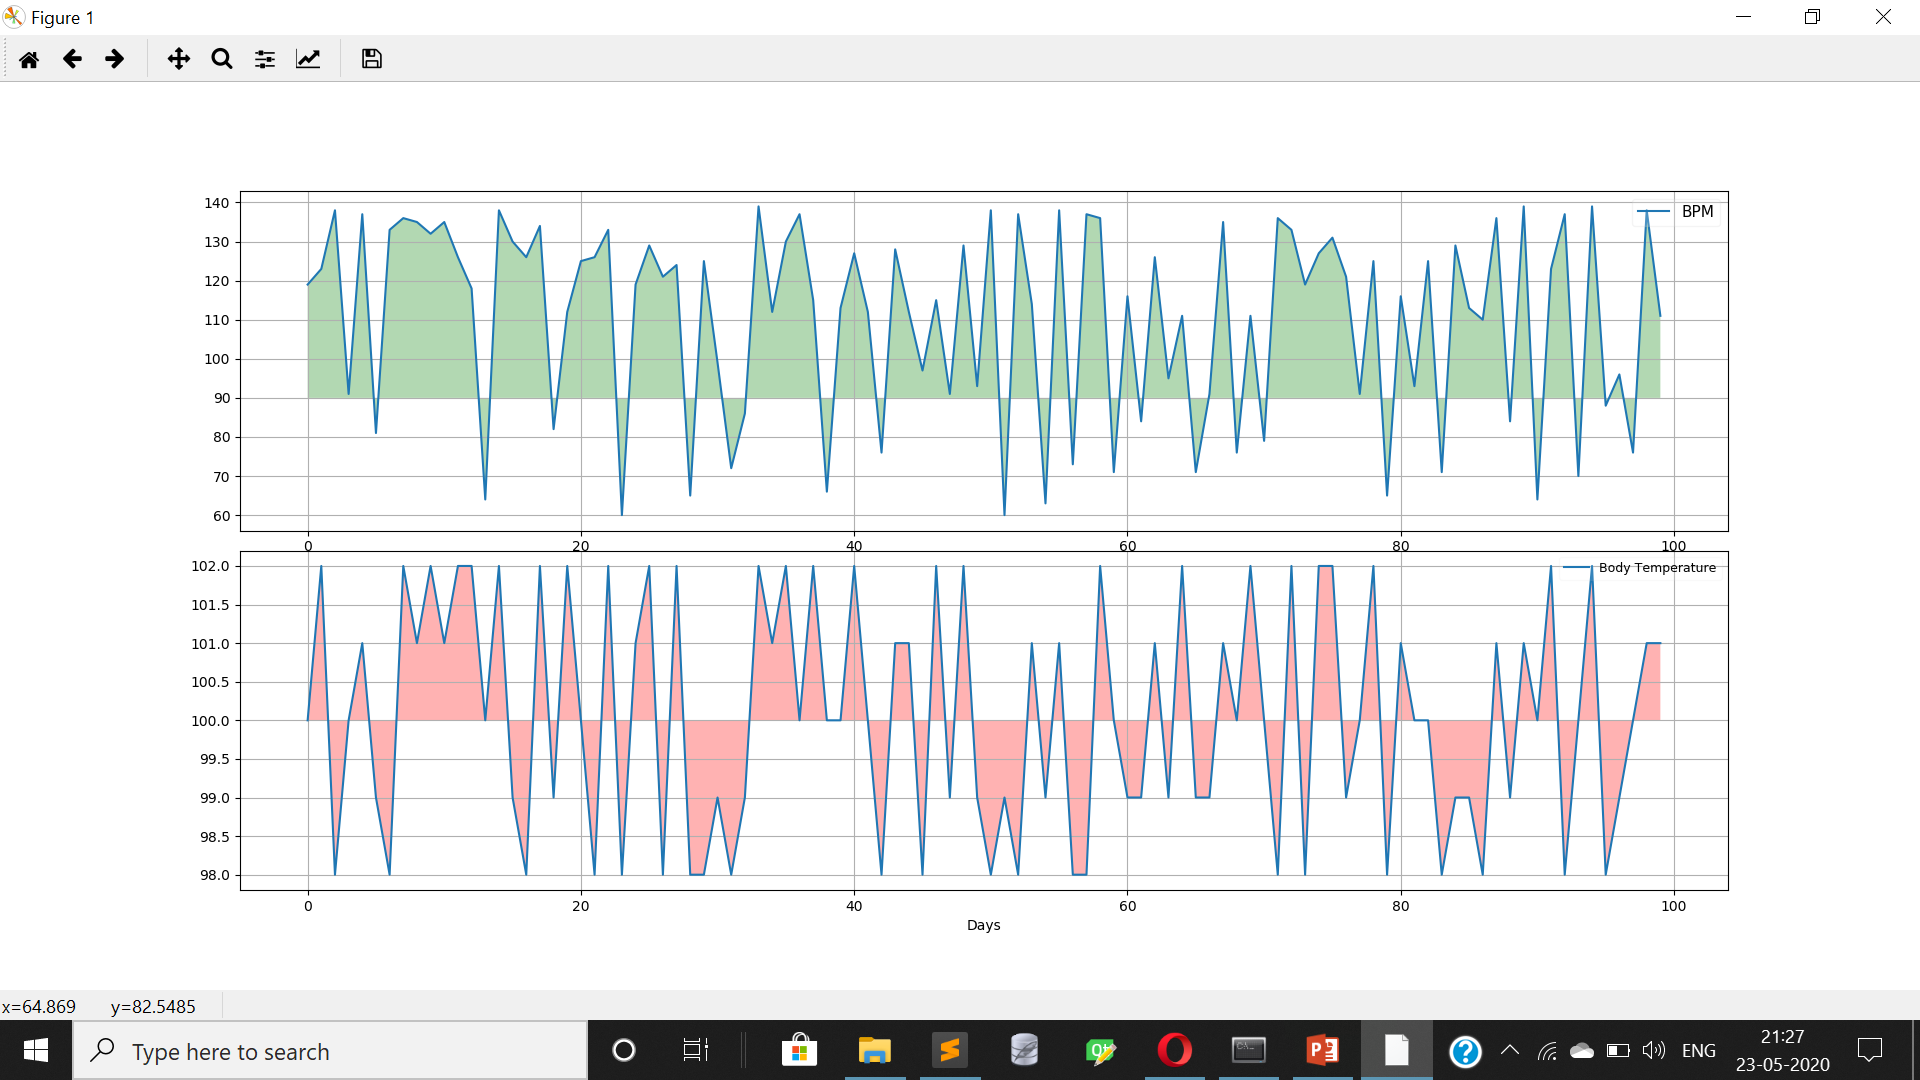 Figure 1
140
130
120
110
100
90
80
70
60
BPM
0 20 40 60 80 100
102.0
101.5
101.0
100.5
100.0
99.5
99.0
98.5
98.0
Body Temperature
0 20 40 60 80 100
Days
x=64.869 y=82.5485
Type here to search
ENG
21:27
23-05-2020